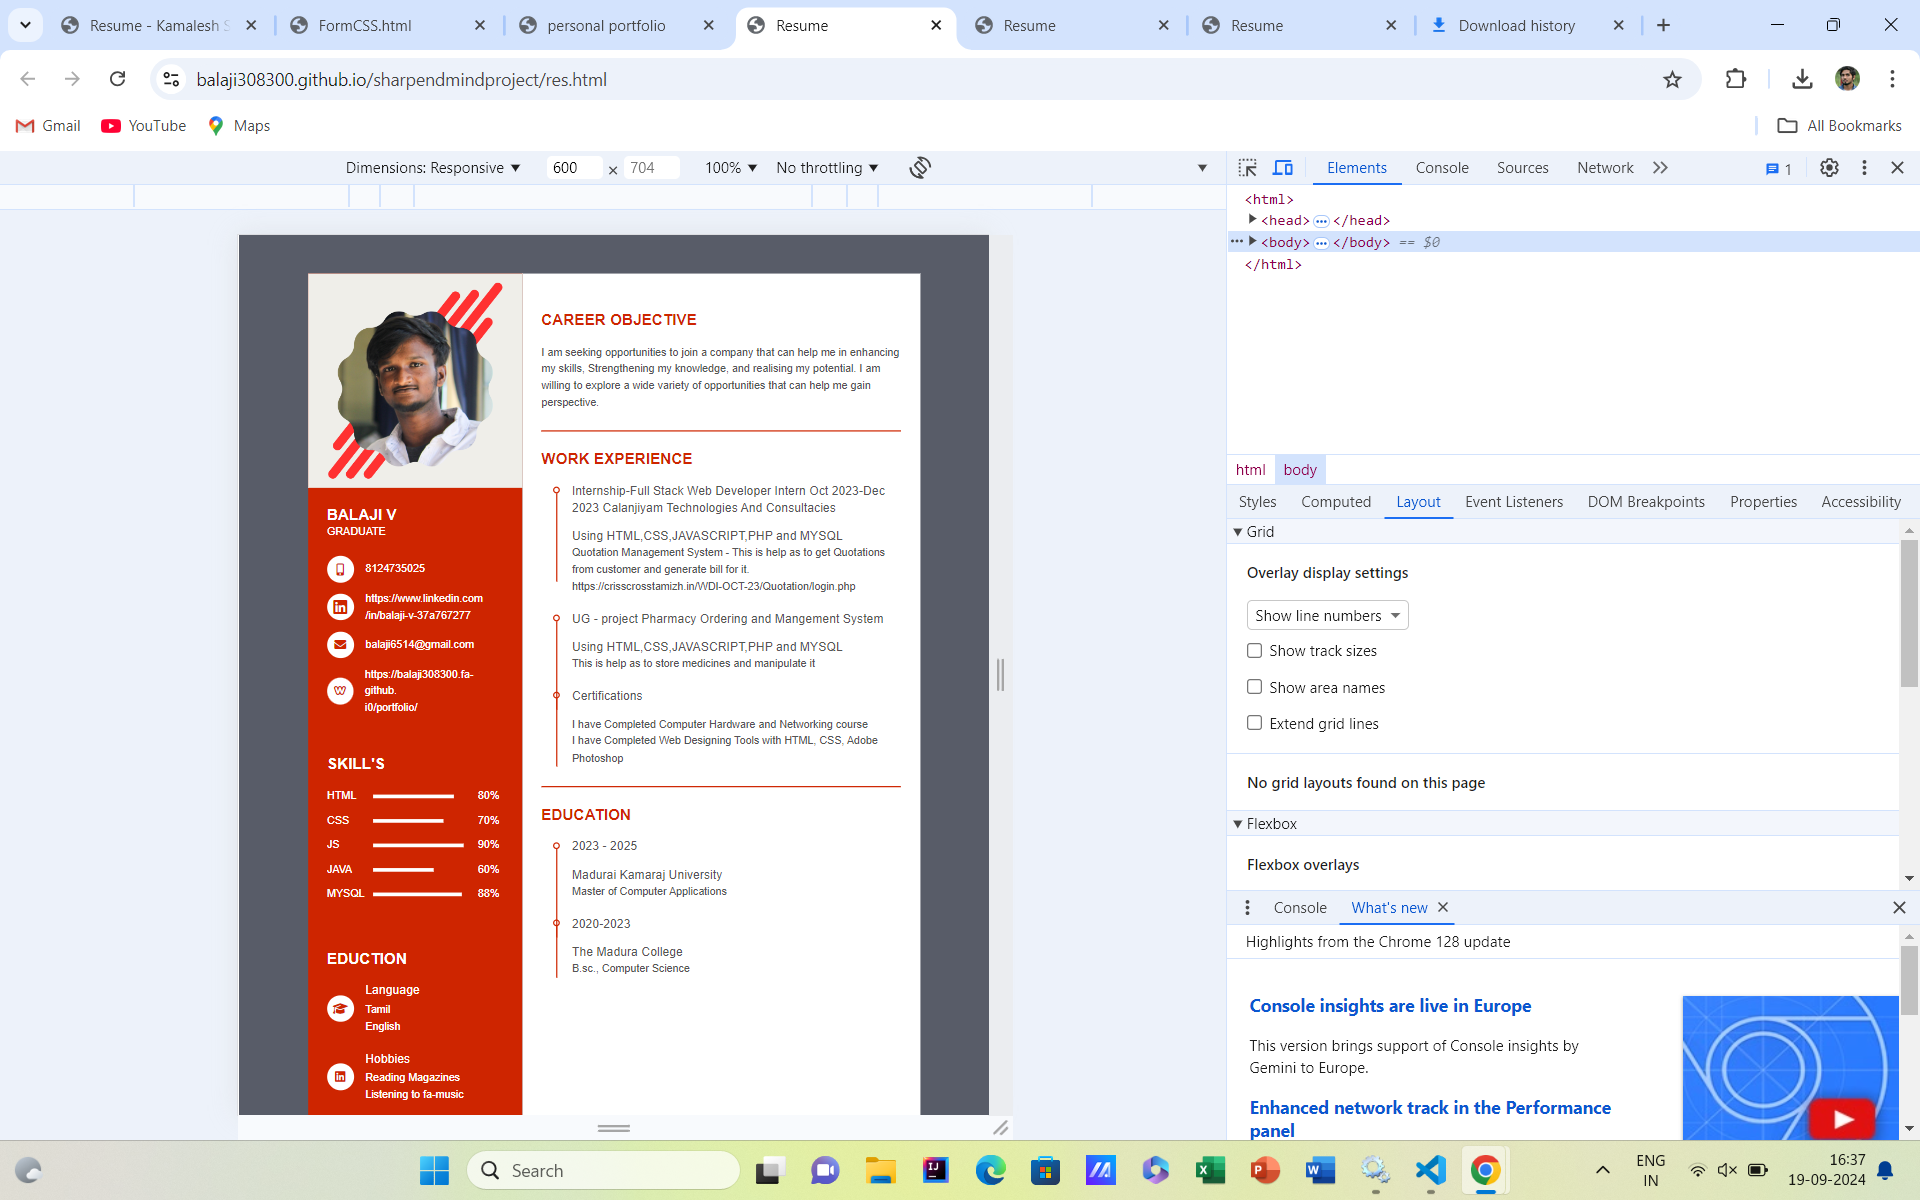 Resume - Kamalesh S
FormCSS.html
personal portfolio
Resume
Resume
Resume
Download history
balaji308300.github.io/sharpendmindproject/res.html
Gmail
YouTube
Maps
All Bookmarks
Dimensions: Responsive
600 × 704
100%
No throttling
CAREER OBJECTIVE
I am seeking opportunities to join a company that can help me in enhancing
my skills, Strengthening my knowledge, and realising my potential. I am
willing to explore a wide variety of opportunities that can help me gain
perspective.
WORK EXPERIENCE
Internship-Full Stack Web Developer Intern Oct 2023-Dec
2023 Calanjiyam Technologies And Consultacies
Using HTML,CSS,JAVASCRIPT,PHP and MYSQL
Quotation Management System - This is help as to get Quotations
from customer and generate bill for it.
https://crisscrosstamizh.in/WDI-OCT-23/Quotation/login.php
UG - project Pharmacy Ordering and Mangement System
Using HTML,CSS,JAVASCRIPT,PHP and MYSQL
This is help as to store medicines and manipulate it
Certifications
I have Completed Computer Hardware and Networking course
I have Completed Web Designing Tools with HTML, CSS, Adobe
Photoshop
EDUCATION
2023 - 2025
Madurai Kamaraj University
Master of Computer Applications
2020-2023
The Madura College
B.sc., Computer Science
BALAJI V
GRADUATE
8124735025
https://www.linkedin.com
/in/balaji-v-37a767277
balaji6514@gmail.com
https://balaji308300.fa-
github.
i0/portfolio/
SKILL'S
HTML 80%
CSS 70%
JS 90%
JAVA 60%
MYSQL 88%
EDUCTION
Language
Tamil
English
Hobbies
Reading Magazines
Listening to fa-music
Elements
Console
Sources
Network
1
<html>
<head> ••• </head>
••• <body> ••• </body> == $0
</html>
html
body
Styles
Computed
Layout
Event Listeners
DOM Breakpoints
Properties
Accessibility
Grid
Overlay display settings
Show line numbers
Show track sizes
Show area names
Extend grid lines
No grid layouts found on this page
Flexbox
Flexbox overlays
Console
What's new
Highlights from the Chrome 128 update
Console insights are live in Europe
This version brings support of Console insights by
Gemini to Europe.
Enhanced network track in the Performance
panel
Search
ENG
IN
16:37
19-09-2024